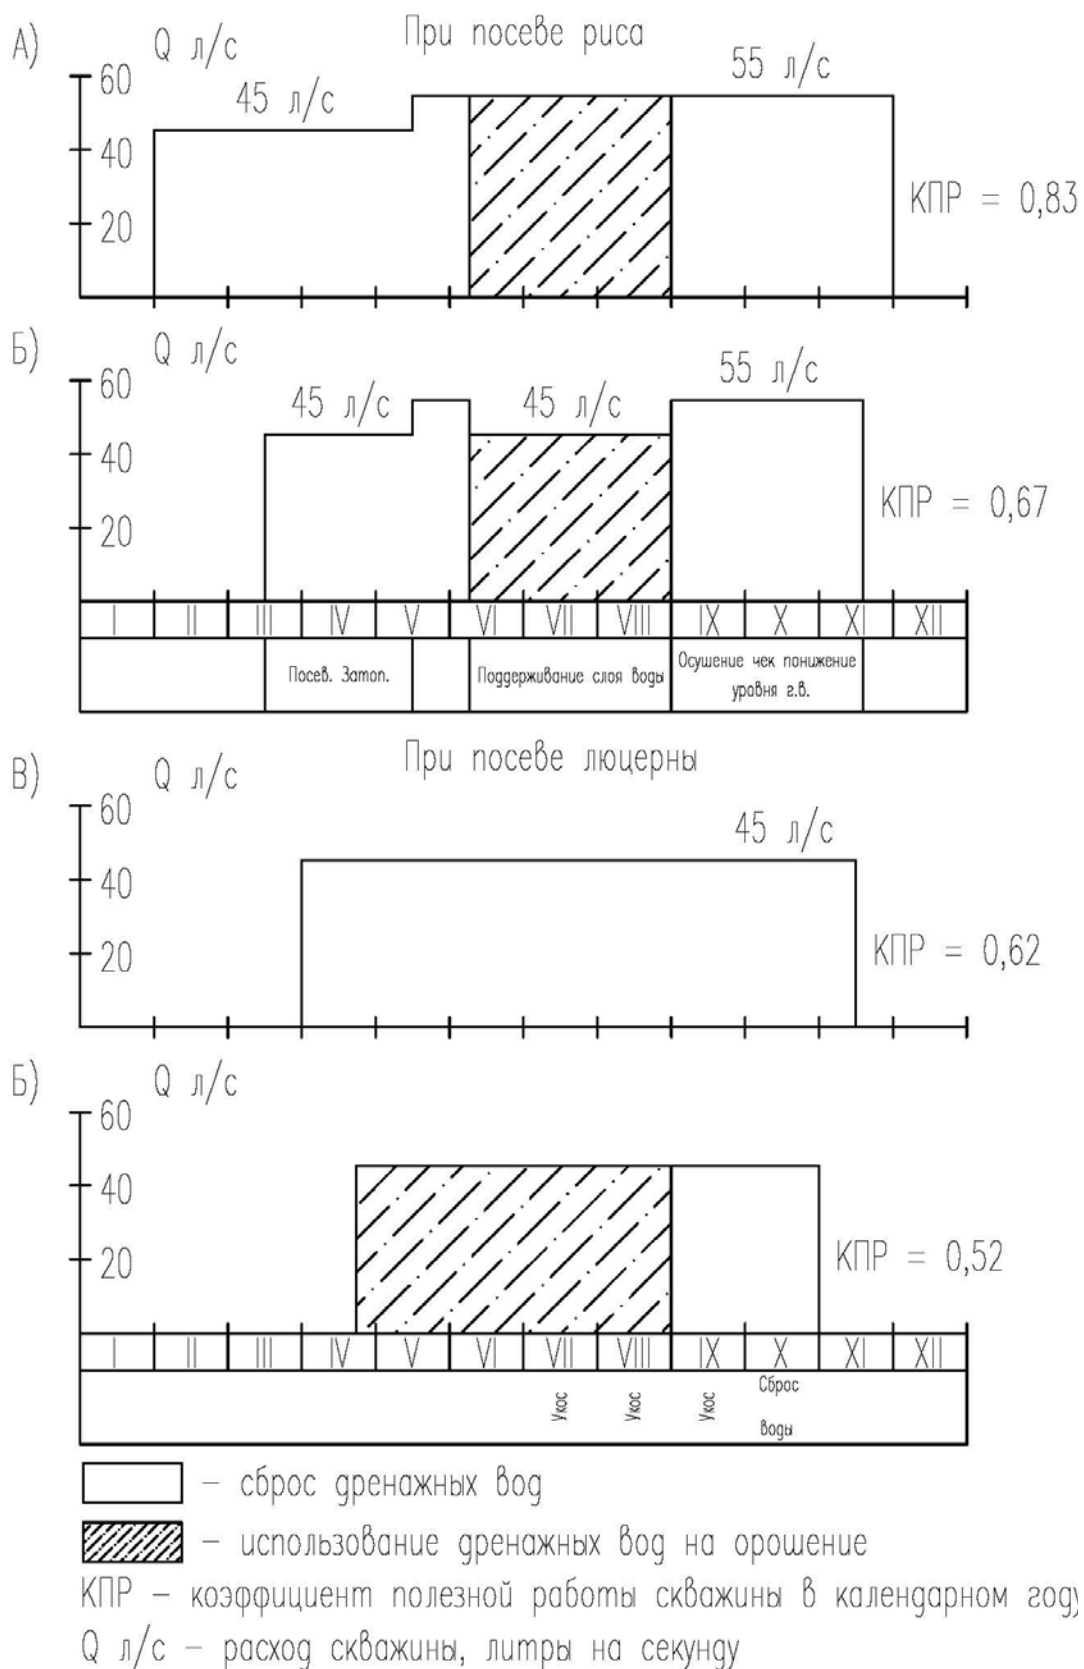 При посеве риса
А) Q л/с
60
45 л/с
55 л/с
40
20
КПР = 0,83
Б) Q л/с
60
45 л/с
45 л/с
55 л/с
40
20
КПР = 0,67
I II III IV V VI VII VIII IX X XI XII
Посев. Затоп.
Поддерживание слоя воды
Осушение чек понижение
уровня г.в.
При посеве люцерны
В) Q л/с
60
45 л/с
40
20
КПР = 0,62
Б) Q л/с
60
40
20
КПР = 0,52
I II III IV V VI VII VIII IX X XI XII
Укос
Укос
Укос
Сброс
воды
– сброс дренажных вод
– использование дренажных вод на орошение
КПР – коэффициент полезной работы скважины в календарном году
Q л/с – расход скважины, литры на секунду